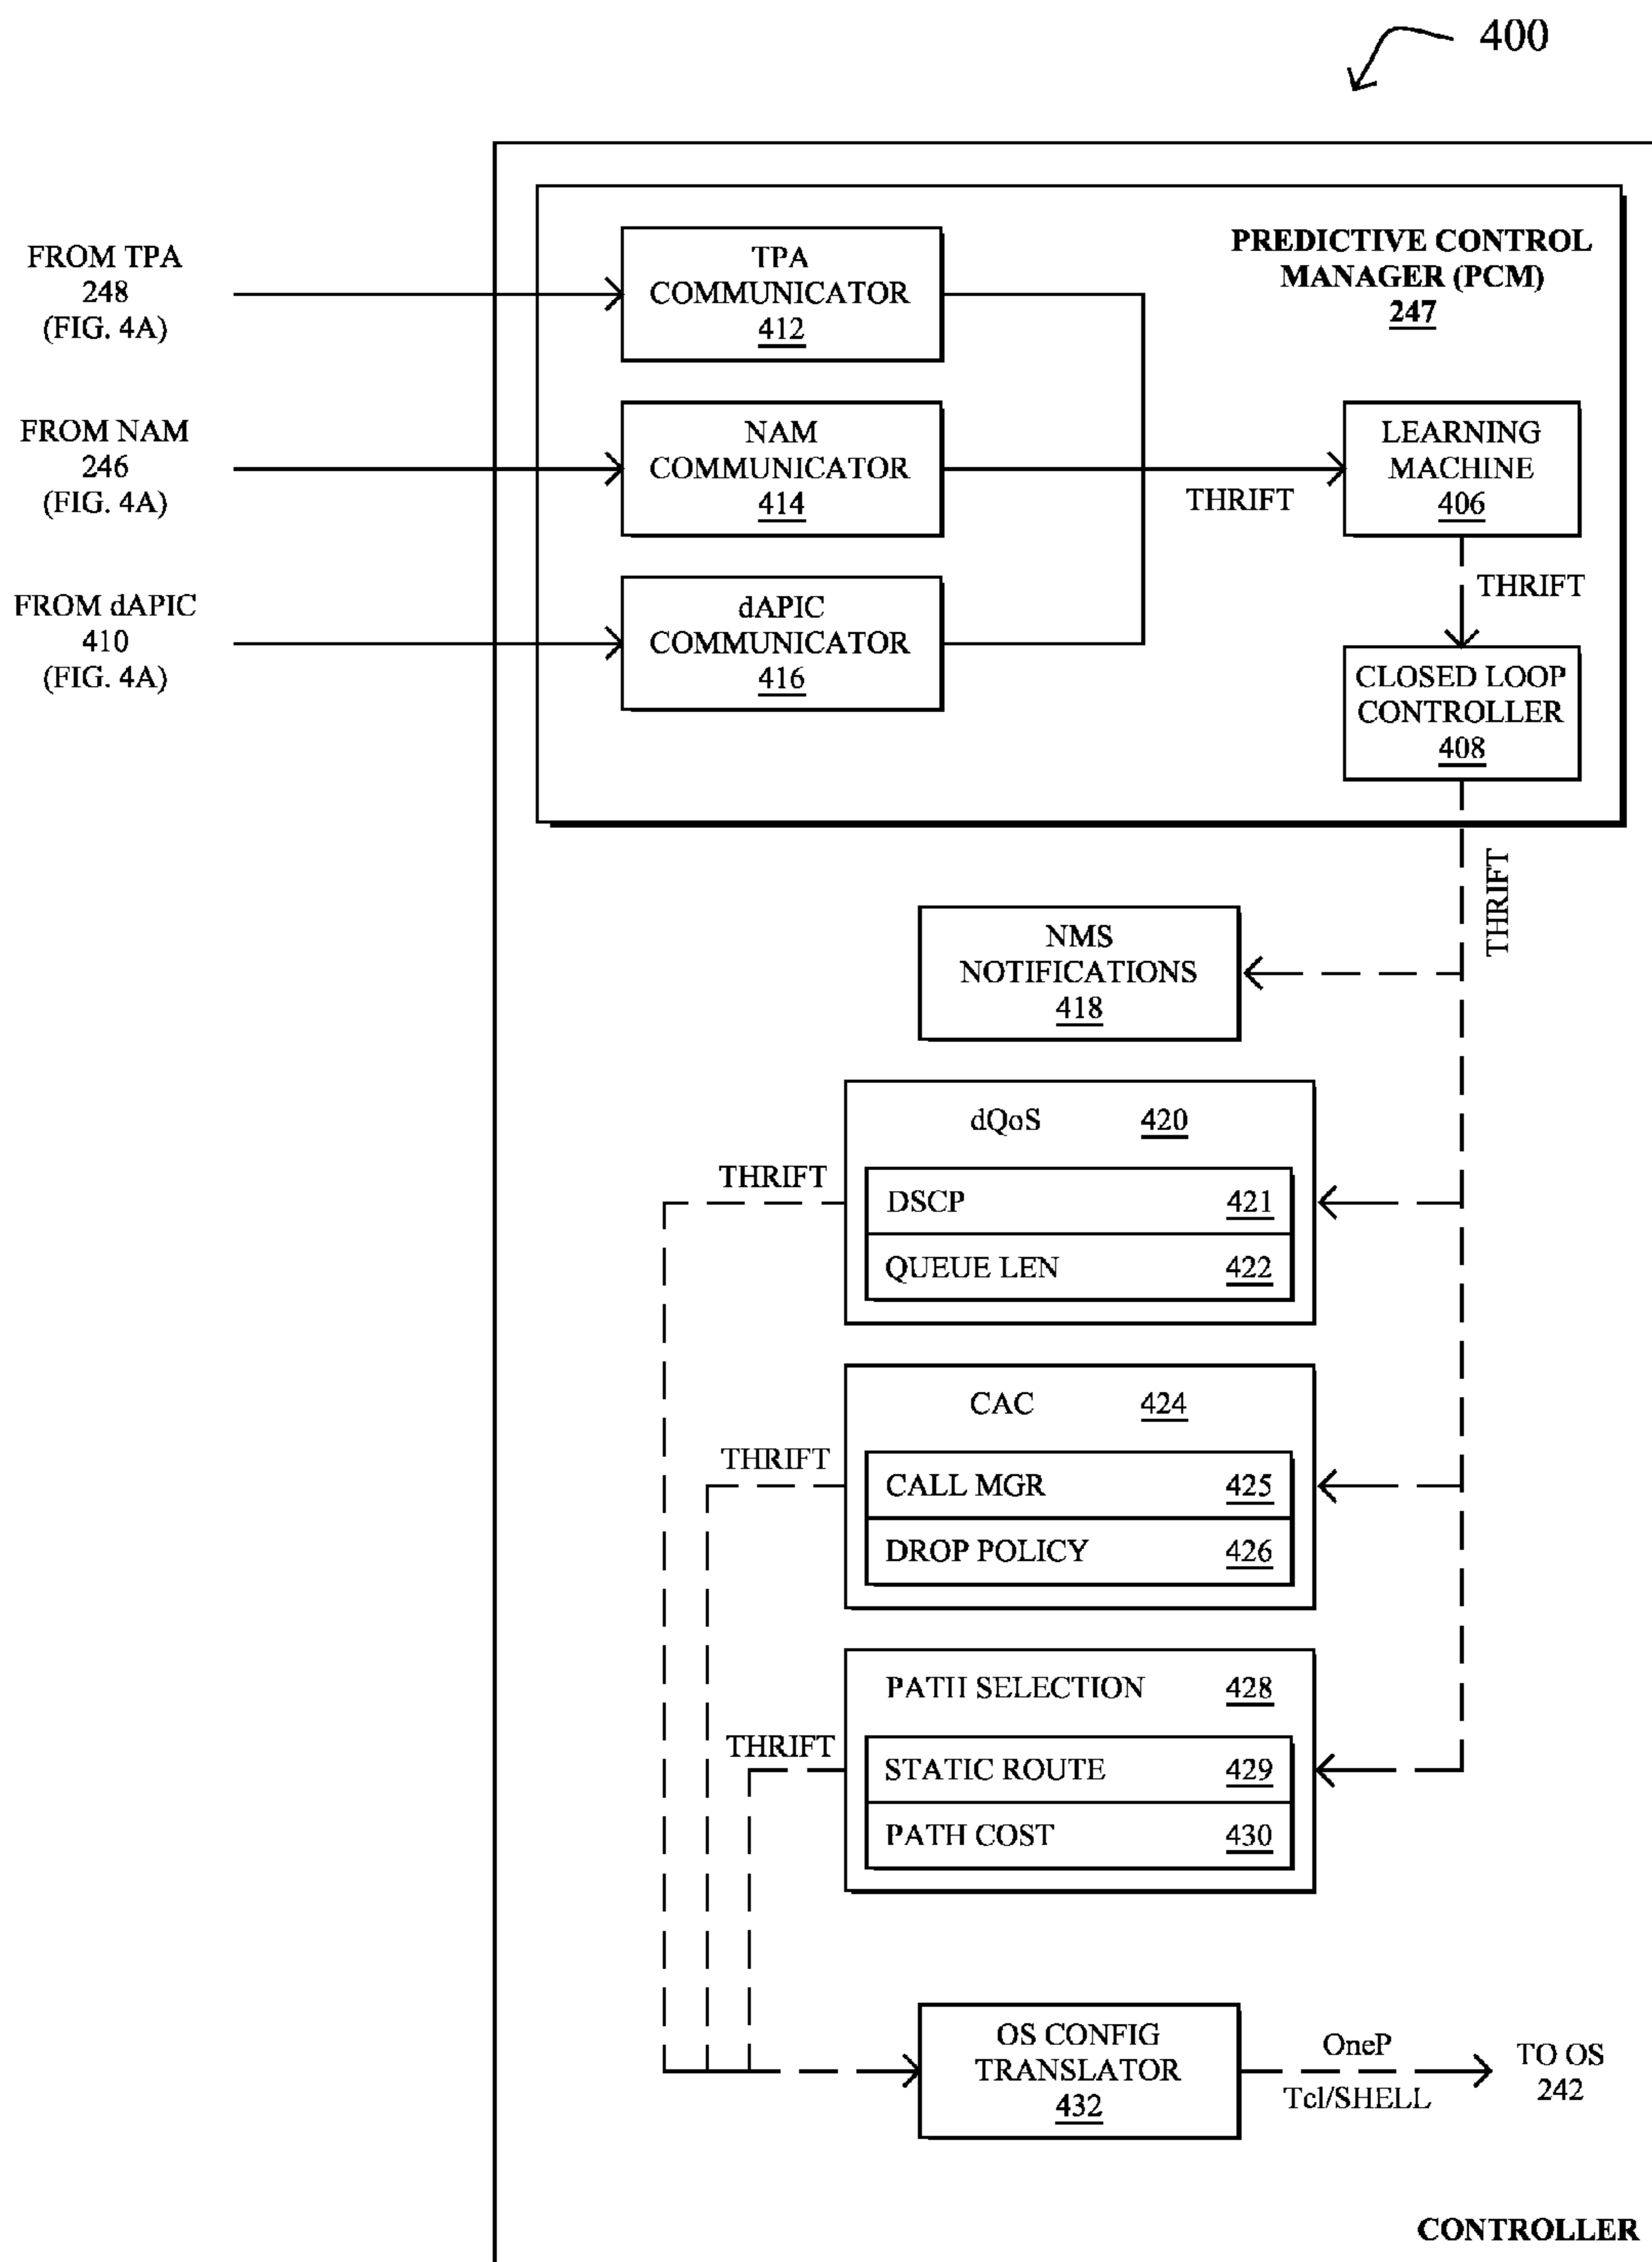 400
FROM TPA
248
(FIG. 4A)
TPA
COMMUNICATOR
412
PREDICTIVE CONTROL
MANAGER (PCM)
247
FROM NAM
246
(FIG. 4A)
NAM
COMMUNICATOR
414
THRIFT
LEARNING
MACHINE
406
THRIFT
FROM dAPIC
410
(FIG. 4A)
dAPIC
COMMUNICATOR
416
CLOSED LOOP
CONTROLLER
408
THRIFT
NMS
NOTIFICATIONS
418
dQoS 420
THRIFT
DSCP 421
QUEUE LEN 422
CAC 424
THRIFT
CALL MGR 425
DROP POLICY 426
PATH SELECTION 428
THRIFT
STATIC ROUTE 429
PATH COST 430
OS CONFIG
TRANSLATOR
432
OneP
Tcl/SHELL
TO OS
242
CONTROLLER